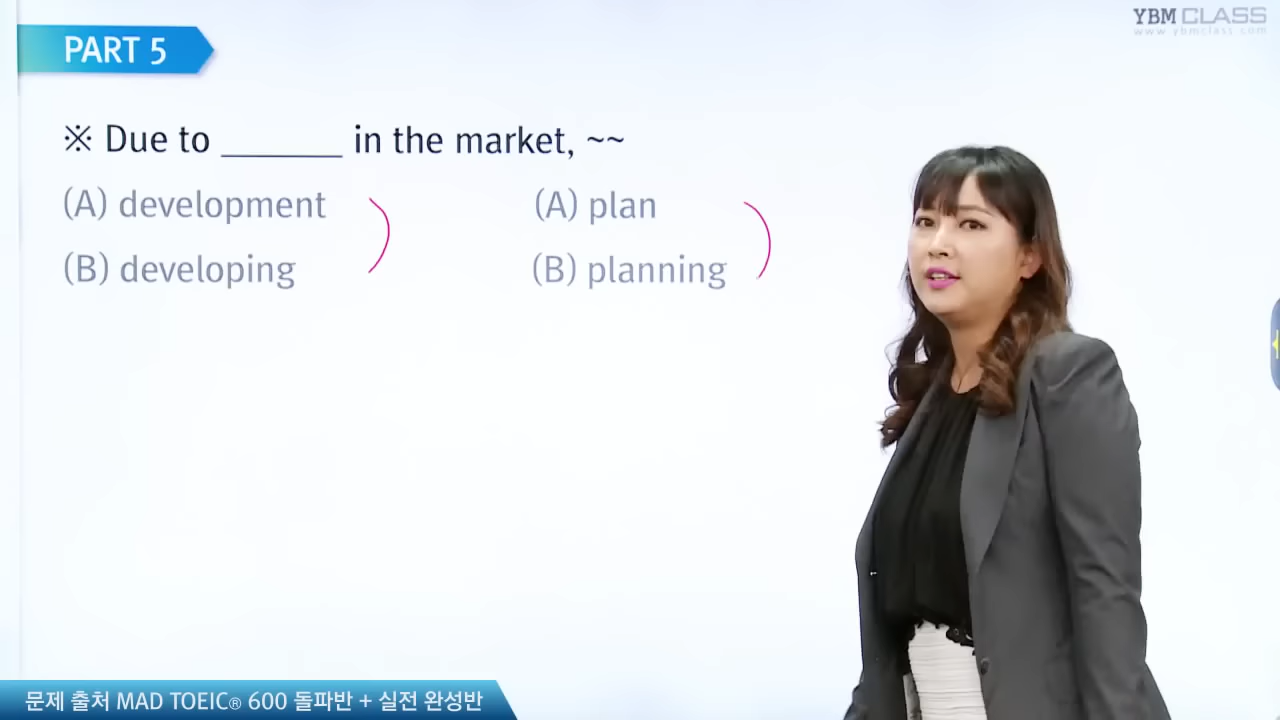 YBM CLASS
www.ybmclass.com
PART 5
※ Due to ______ in the market, ~~
(A) development
(B) developing
(A) plan
(B) planning
문제 출처 MAD TOEIC® 600 돌파반 + 실전 완성반